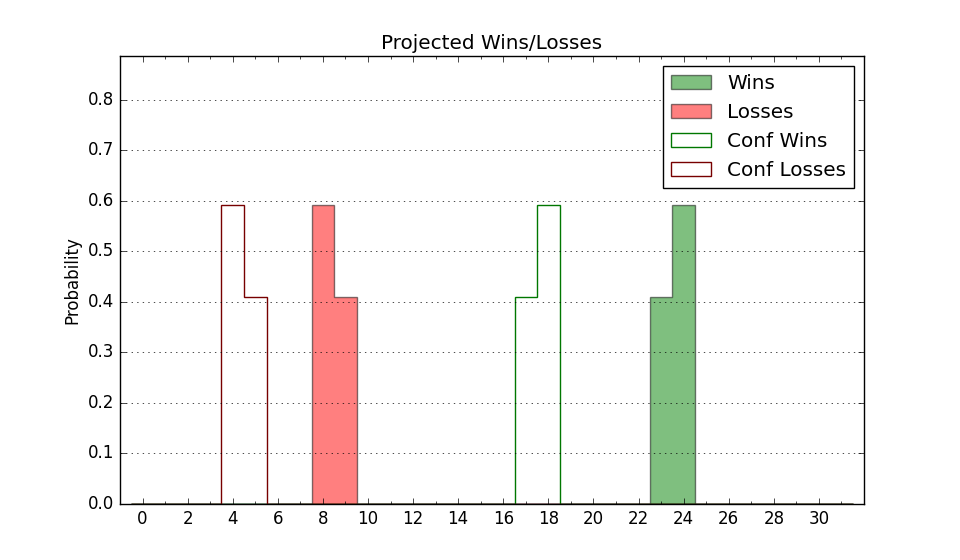 Projected Wins/Losses
Wins
Losses
Conf Wins
Conf Losses
Probability
0.8
0.7
0.6
0.5
0.4
0.3
0.2
0.1
0.0
0 2 4 6 8 10 12 14 16 18 20 22 24 26 28 30